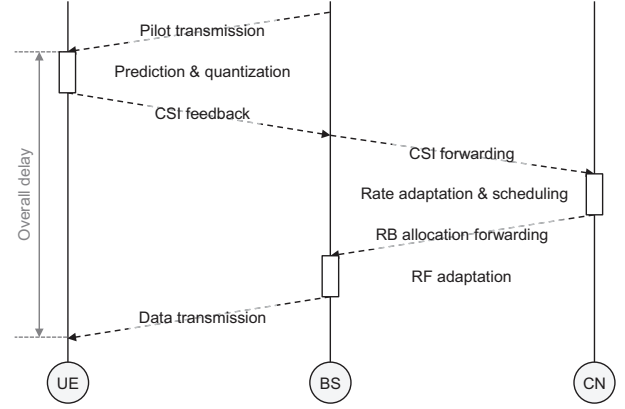 Pilot transmission
Prediction & quantization
CSI feedback
CSI forwarding
Overall delay
Rate adaptation & scheduling
RB allocation forwarding
RF adaptation
Data transmission
UE
BS
CN